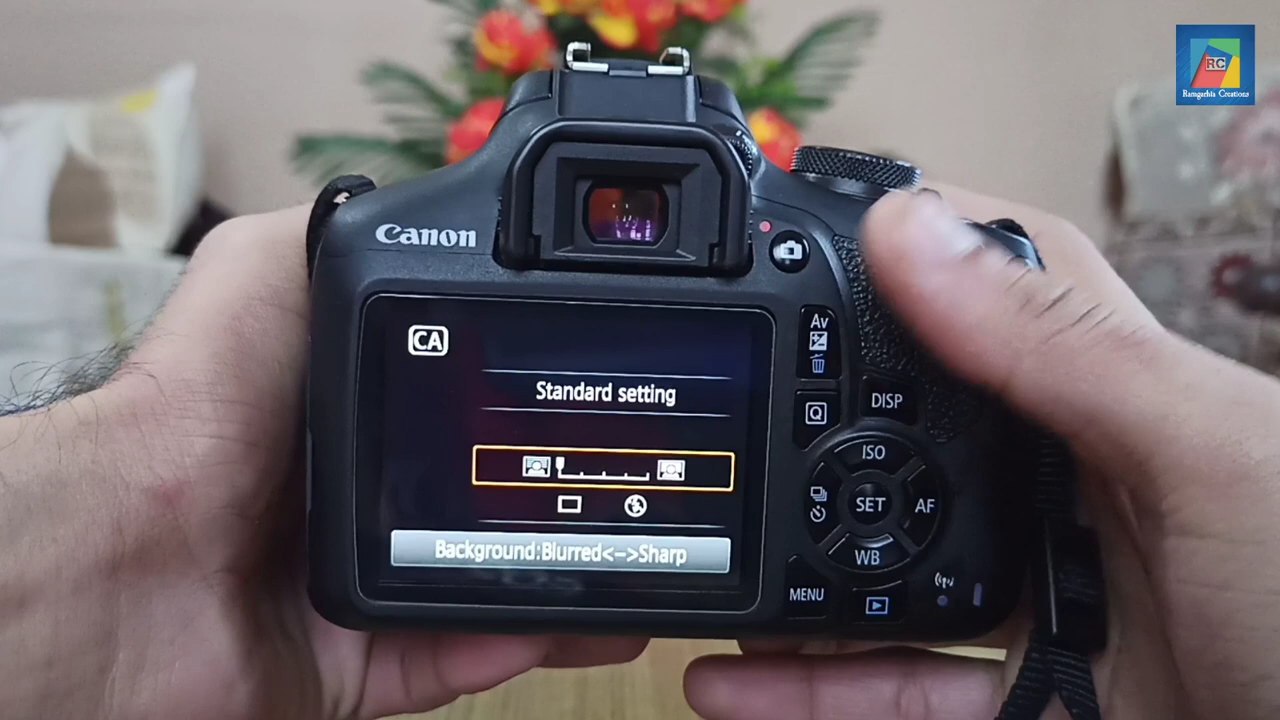 RC
Ramgarhia Creations
Canon
CA
Standard setting
Background:Blurred<->Sharp
Av
Q
DISP
ISO
SET
AF
WB
MENU